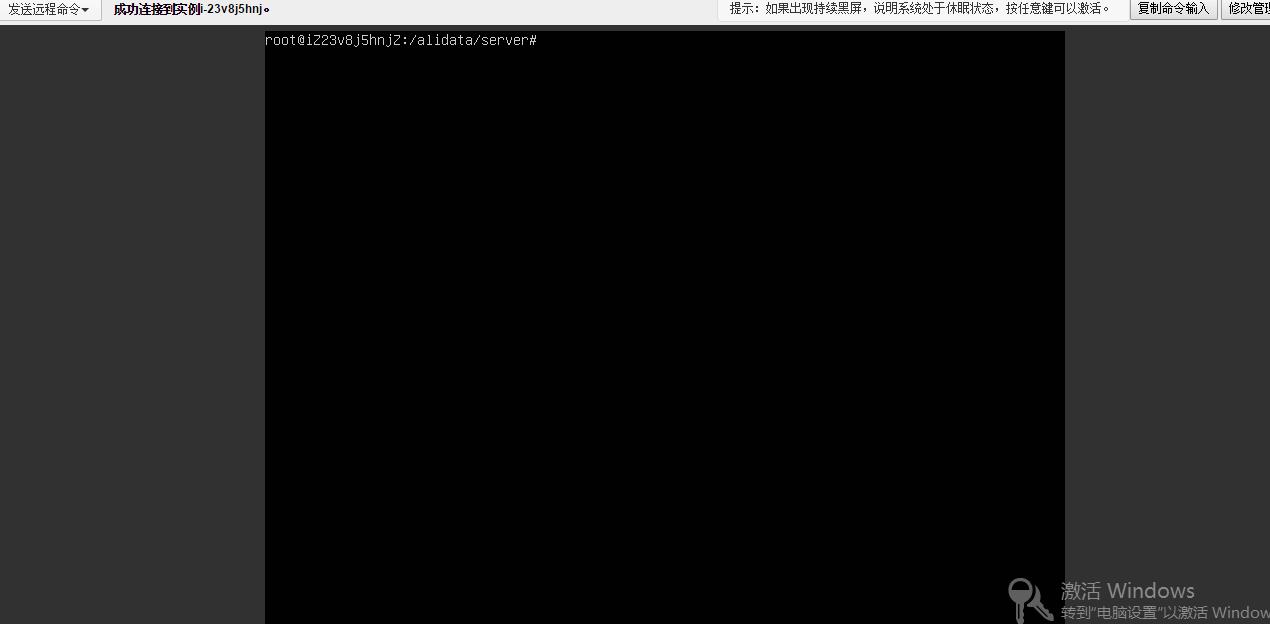 发送远程命令 成功连接到实例i-23v8j5hnj。 提示：如果出现持续黑屏，说明系统处于休眠状态，按任意键可以激活。 复制命令输入 修改管理
root@iZ23v8j5hnjZ:/alidata/server#
激活 Windows
转到“电脑设置”以激活 Window